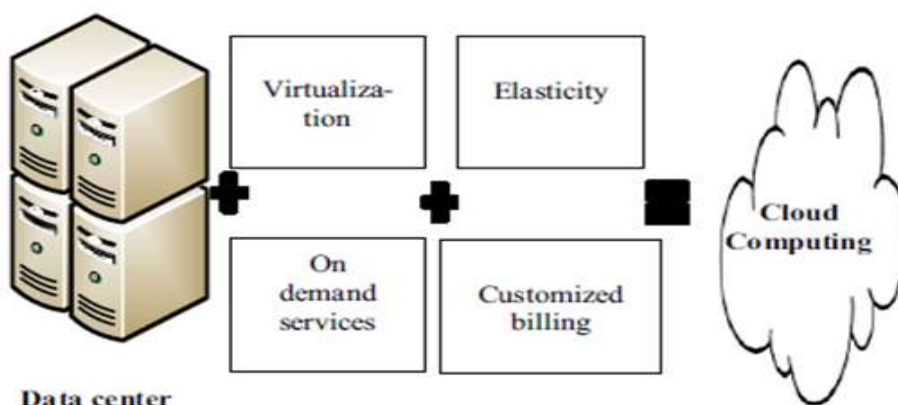 Virtualiza-
tion
Elasticity
On
demand
services
Customized
billing
Cloud
Computing
Data center